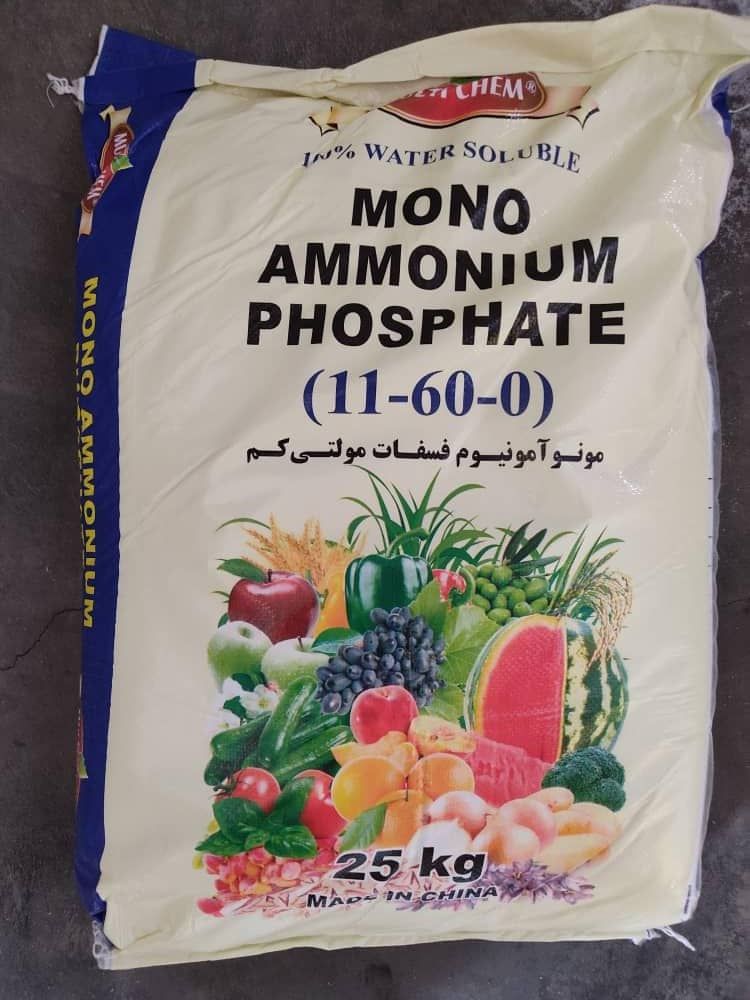 CHEM®
100% WATER SOLUBLE
MONO
AMMONIUM
PHOSPHATE
(11-60-0)
مونو آمونیوم فسفات مولتی کم
25 kg
MADE IN CHINA
MONO AMMONIUM